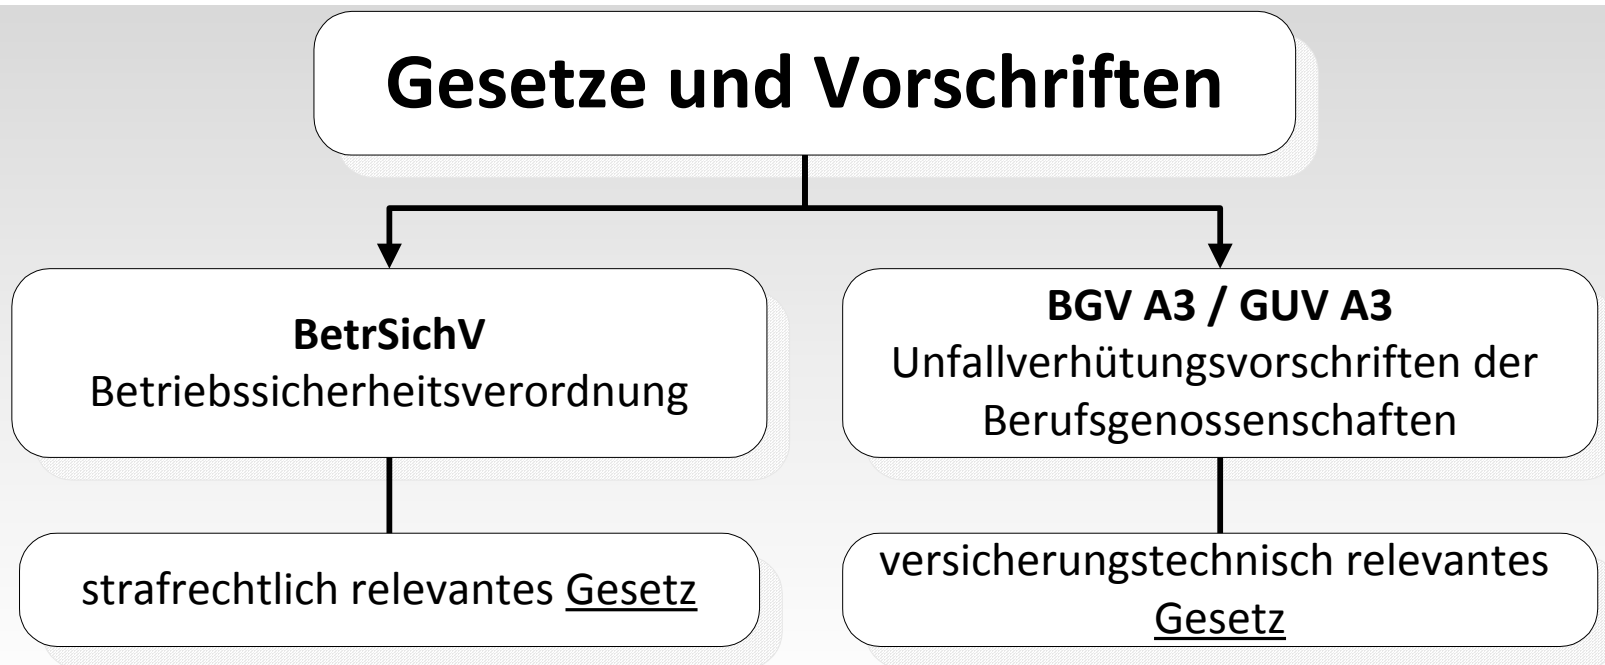 Gesetze und Vorschriften
BetrSichV
Betriebssicherheitsverordnung
BGV A3 / GUV A3
Unfallverhütungsvorschriften der
Berufsgenossenschaften
strafrechtlich relevantes Gesetz
versicherungstechnisch relevantes
Gesetz